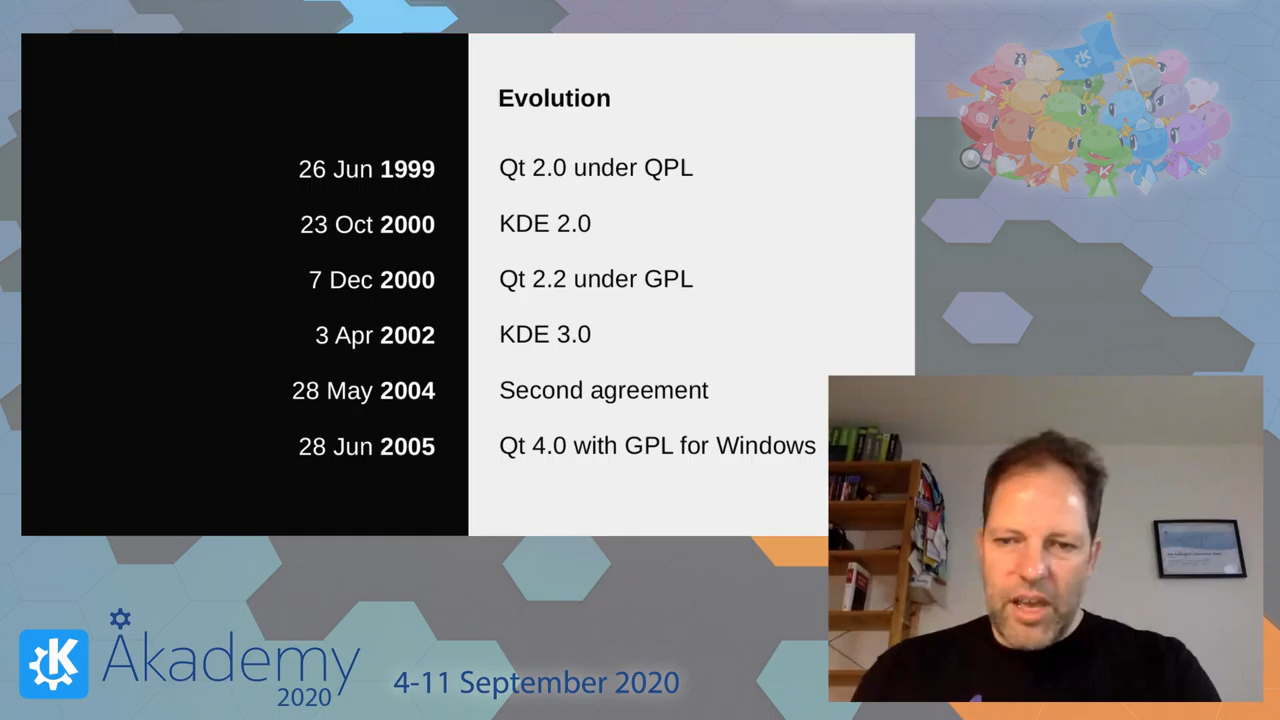 Evolution
26 Jun 1999 Qt 2.0 under QPL
23 Oct 2000 KDE 2.0
7 Dec 2000 Qt 2.2 under GPL
3 Apr 2002 KDE 3.0
28 May 2004 Second agreement
28 Jun 2005 Qt 4.0 with GPL for Windows
Akademy
2020
4-11 September 2020